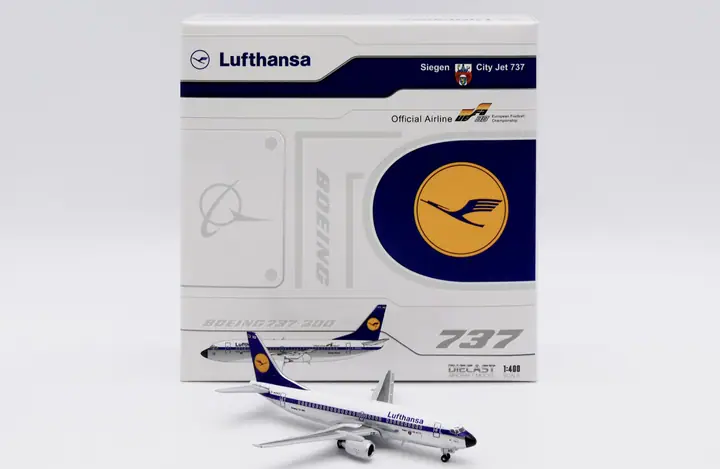 Lufthansa
Siegen City Jet 737
Official Airline
European Football
Championship
BOEING
BOEING 737-300
737
DIECAST
1:400
SCALE
Lufthansa